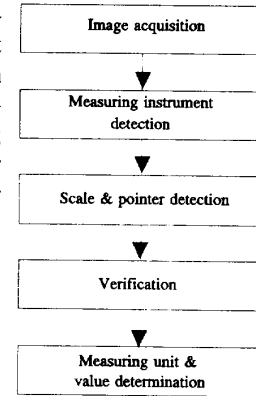 Image acquisition
Measuring instrument
detection
Scale & pointer detection
Verification
Measuring unit &
value determination